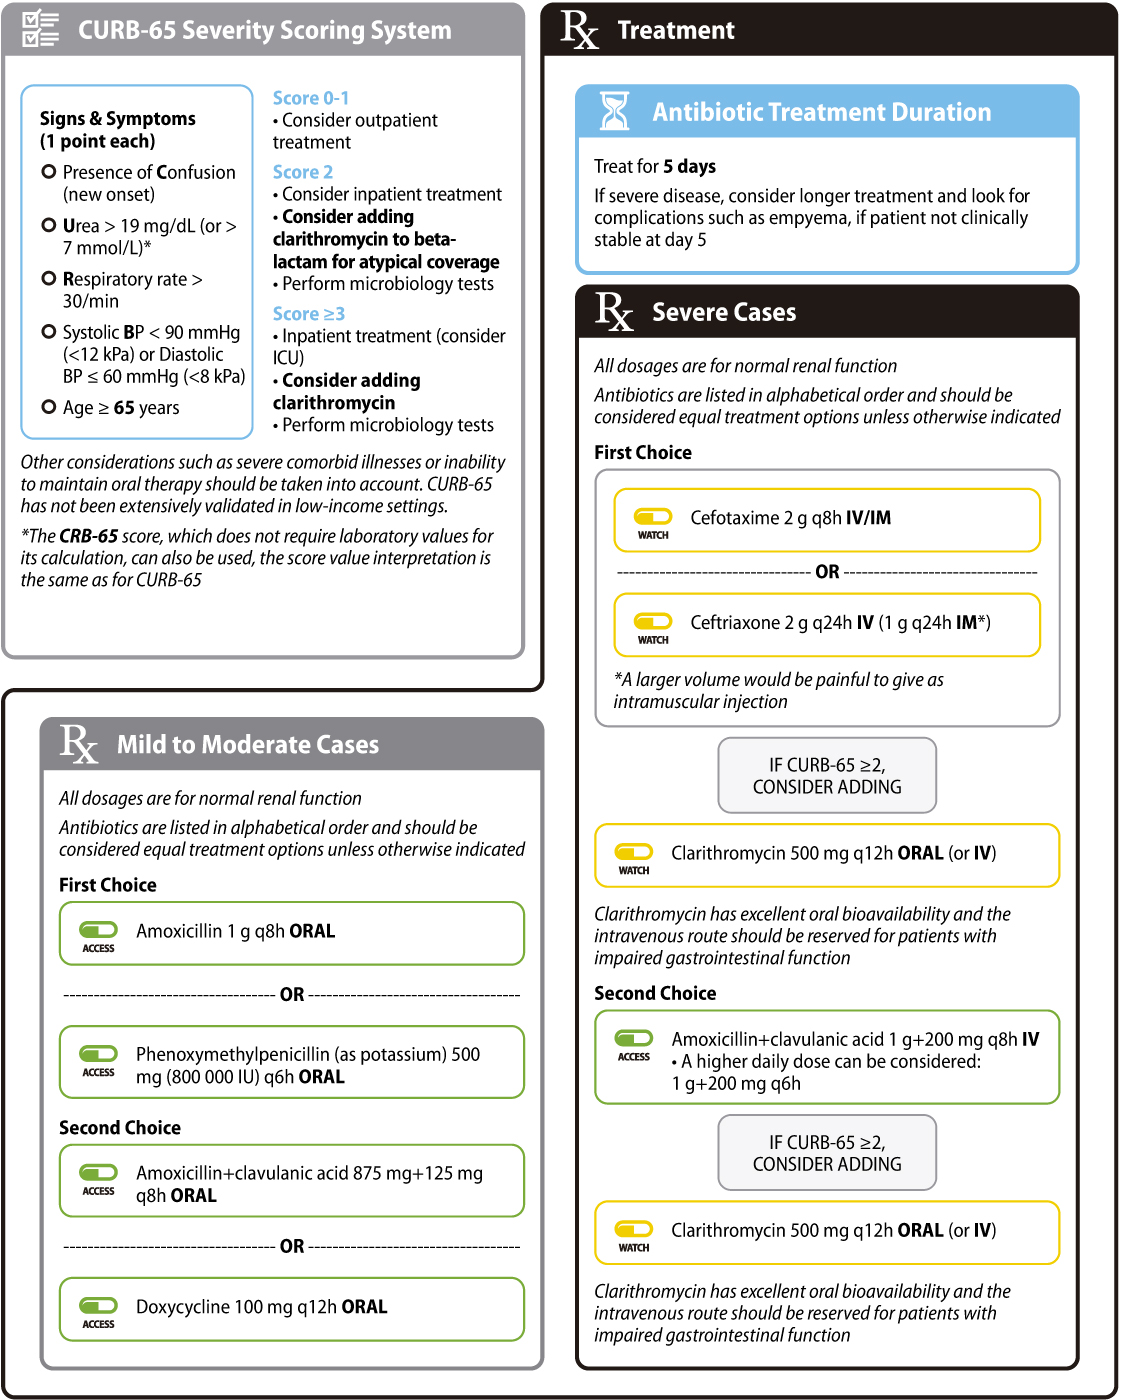 CURB-65 Severity Scoring System
Signs & Symptoms
(1 point each)
Presence of Confusion
(new onset)
Urea > 19 mg/dL (or >
7 mmol/L)*
Respiratory rate >
30/min
Systolic BP < 90 mmHg
(<12 kPa) or Diastolic
BP ≤ 60 mmHg (<8 kPa)
Age ≥ 65 years
Score 0-1
• Consider outpatient
treatment
Score 2
• Consider inpatient treatment
• Consider adding
clarithromycin to beta-
lactam for atypical coverage
• Perform microbiology tests
Score ≥3
• Inpatient treatment (consider
ICU)
• Consider adding
clarithromycin
• Perform microbiology tests
Other considerations such as severe comorbid illnesses or inability
to maintain oral therapy should be taken into account. CURB-65
has not been extensively validated in low-income settings.
*The CRB-65 score, which does not require laboratory values for
its calculation, can also be used, the score value interpretation is
the same as for CURB-65
Rx Treatment
Antibiotic Treatment Duration
Treat for 5 days
If severe disease, consider longer treatment and look for
complications such as empyema, if patient not clinically
stable at day 5
Rx Mild to Moderate Cases
All dosages are for normal renal function
Antibiotics are listed in alphabetical order and should be
considered equal treatment options unless otherwise indicated
First Choice
ACCESS
Amoxicillin 1 g q8h ORAL
OR
ACCESS
Phenoxymethylpenicillin (as potassium) 500
mg (800 000 IU) q6h ORAL
Second Choice
ACCESS
Amoxicillin+clavulanic acid 875 mg+125 mg
q8h ORAL
OR
ACCESS
Doxycycline 100 mg q12h ORAL
Rx Severe Cases
All dosages are for normal renal function
Antibiotics are listed in alphabetical order and should be
considered equal treatment options unless otherwise indicated
First Choice
WATCH
Cefotaxime 2 g q8h IV/IM
OR
WATCH
Ceftriaxone 2 g q24h IV (1 g q24h IM*)
*A larger volume would be painful to give as
intramuscular injection
IF CURB-65 ≥2,
CONSIDER ADDING
WATCH
Clarithromycin 500 mg q12h ORAL (or IV)
Clarithromycin has excellent oral bioavailability and the
intravenous route should be reserved for patients with
impaired gastrointestinal function
Second Choice
ACCESS
Amoxicillin+clavulanic acid 1 g+200 mg q8h IV
• A higher daily dose can be considered:
1 g+200 mg q6h
IF CURB-65 ≥2,
CONSIDER ADDING
WATCH
Clarithromycin 500 mg q12h ORAL (or IV)
Clarithromycin has excellent oral bioavailability and the
intravenous route should be reserved for patients with
impaired gastrointestinal function